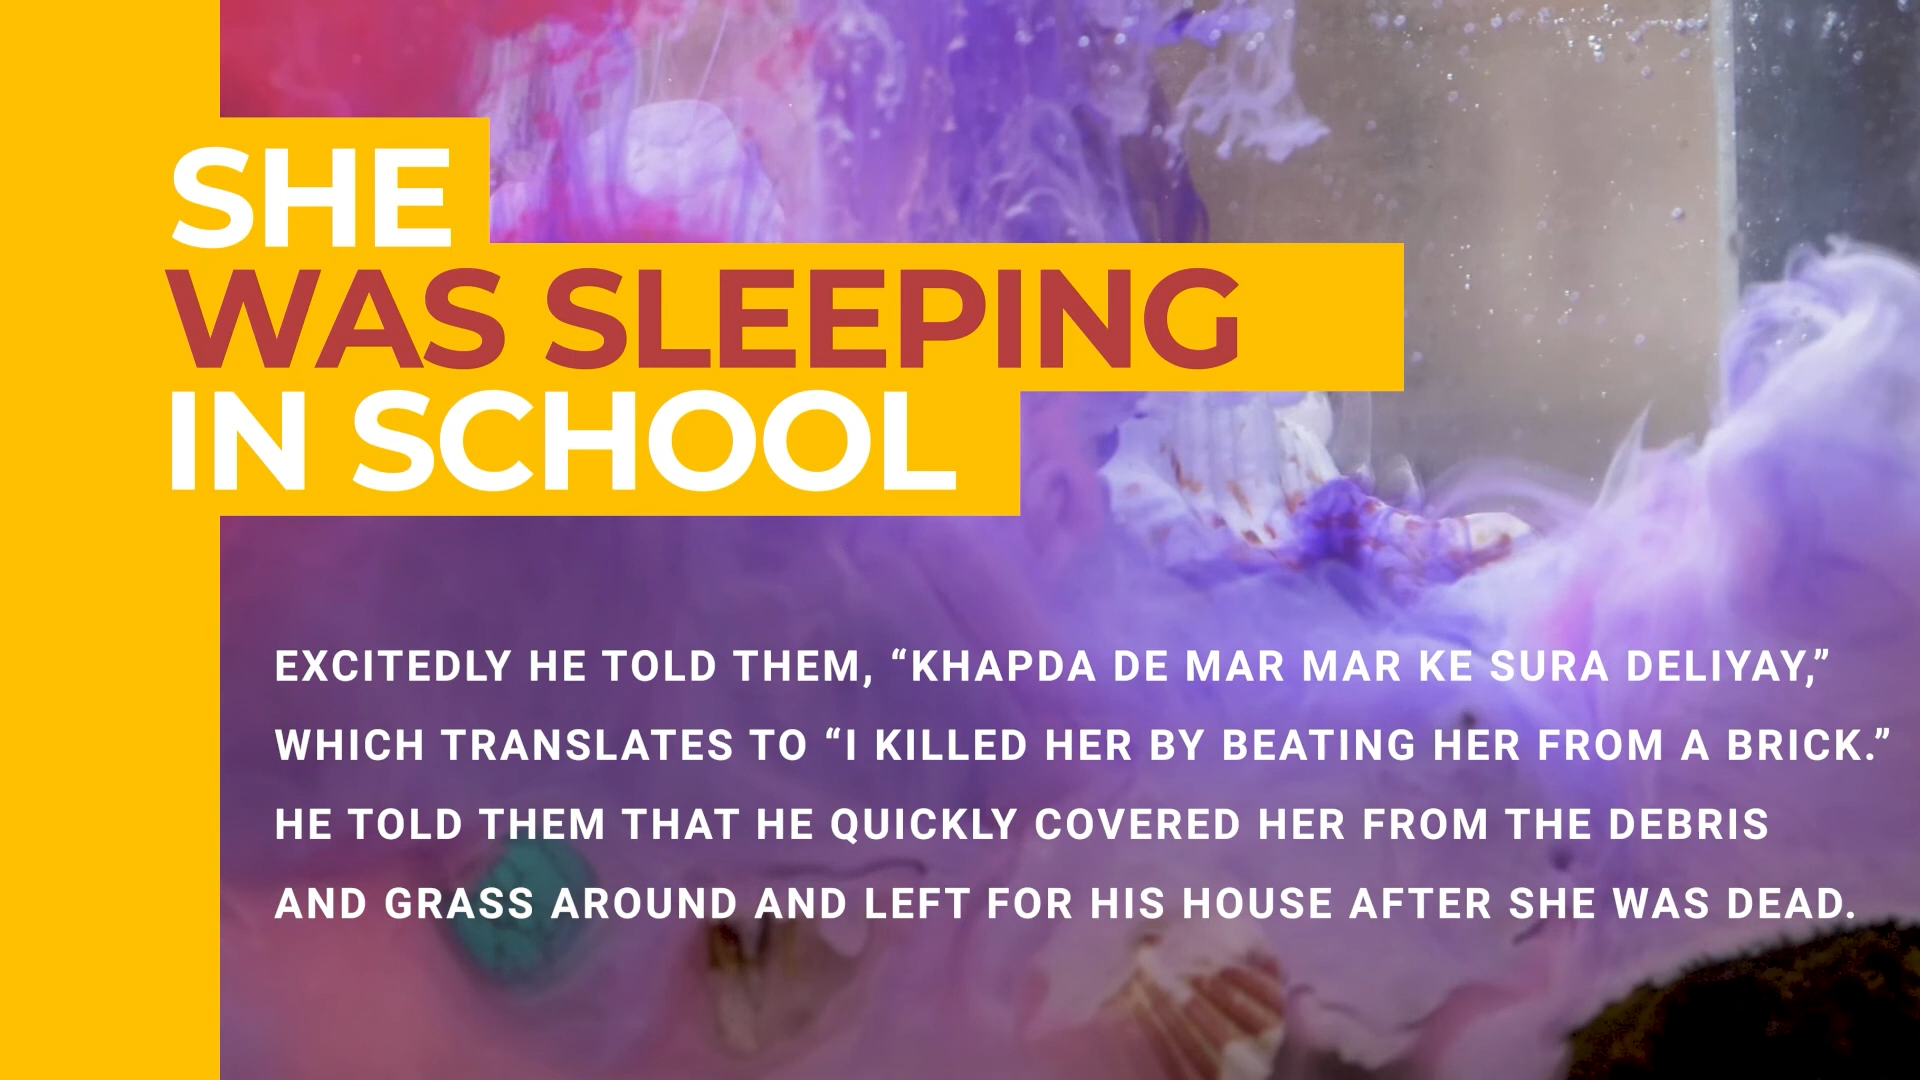 SHE
WAS SLEEPING
IN SCHOOL
EXCITEDLY HE TOLD THEM, “KHAPDA DE MAR MAR KE SURA DELIYAY,”
WHICH TRANSLATES TO “I KILLED HER BY BEATING HER FROM A BRICK.”
HE TOLD THEM THAT HE QUICKLY COVERED HER FROM THE DEBRIS
AND GRASS AROUND AND LEFT FOR HIS HOUSE AFTER SHE WAS DEAD.